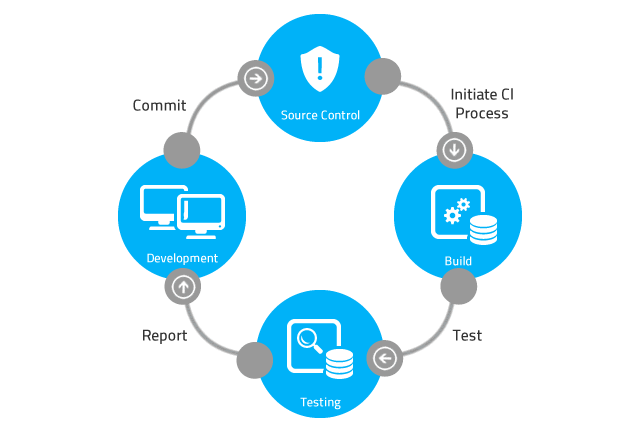 Source Control
Commit
Initiate CI
Process
Development
Build
Report
Test
Testing